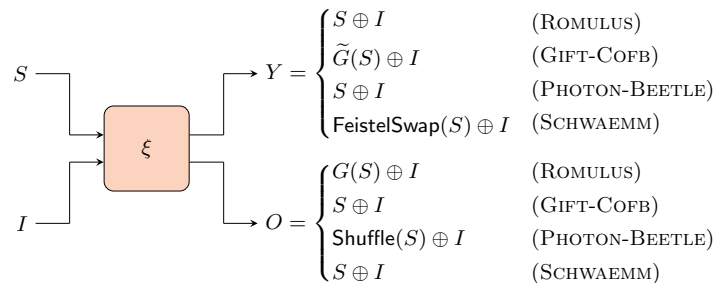 S ⊕ I (ROMULUS)
S Y = G̃(S) ⊕ I (GIFT-COFB)
S ⊕ I (PHOTON-BEETLE)
FeistelSwap(S) ⊕ I (SCHWAEMM)
ξ
G(S) ⊕ I (ROMULUS)
I O = S ⊕ I (GIFT-COFB)
Shuffle(S) ⊕ I (PHOTON-BEETLE)
S ⊕ I (SCHWAEMM)